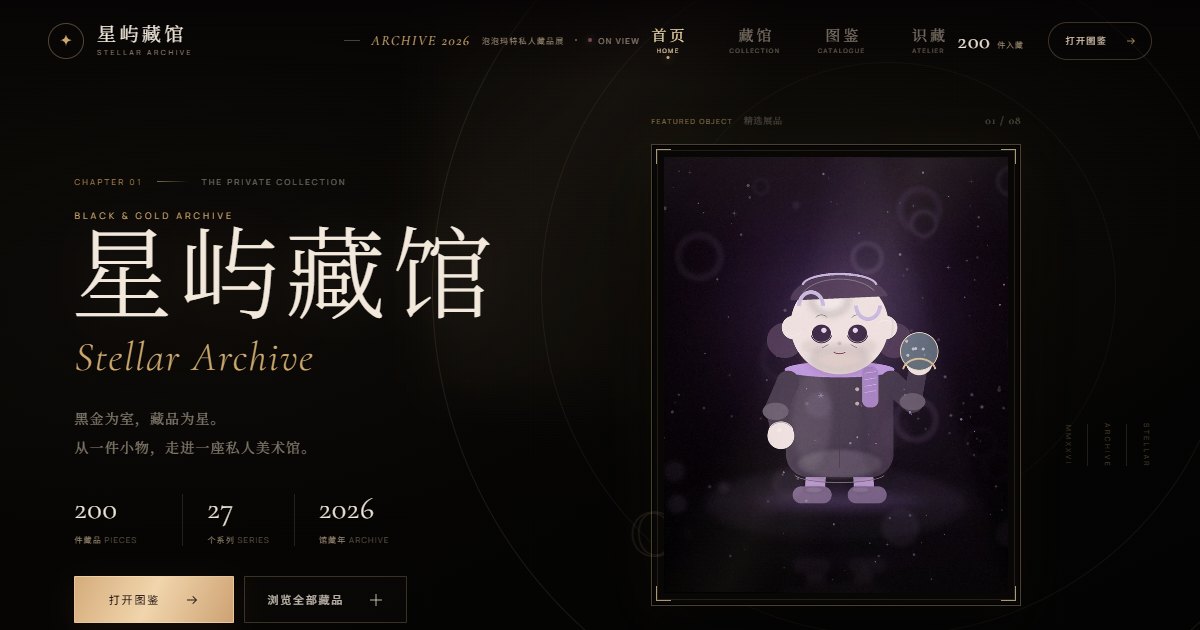 星屿藏馆
STELLAR ARCHIVE
ARCHIVE 2026 泡泡玛特私人藏品展 · ON VIEW
首页
HOME
藏馆
COLLECTION
图鉴
CATALOGUE
识藏
ATELIER
200 件入藏
打开图鉴 →
FEATURED OBJECT 精选展品
01 / 08
CHAPTER 01
THE PRIVATE COLLECTION
BLACK & GOLD ARCHIVE
星屿藏馆
Stellar Archive
黑金为室，藏品为星。
从一件小物，走进一座私人美术馆。
200
件藏品 PIECES
27
个系列 SERIES
2026
馆藏年 ARCHIVE
打开图鉴 →
浏览全部藏品 +
MMXXVI
ARCHIVE
STELLAR